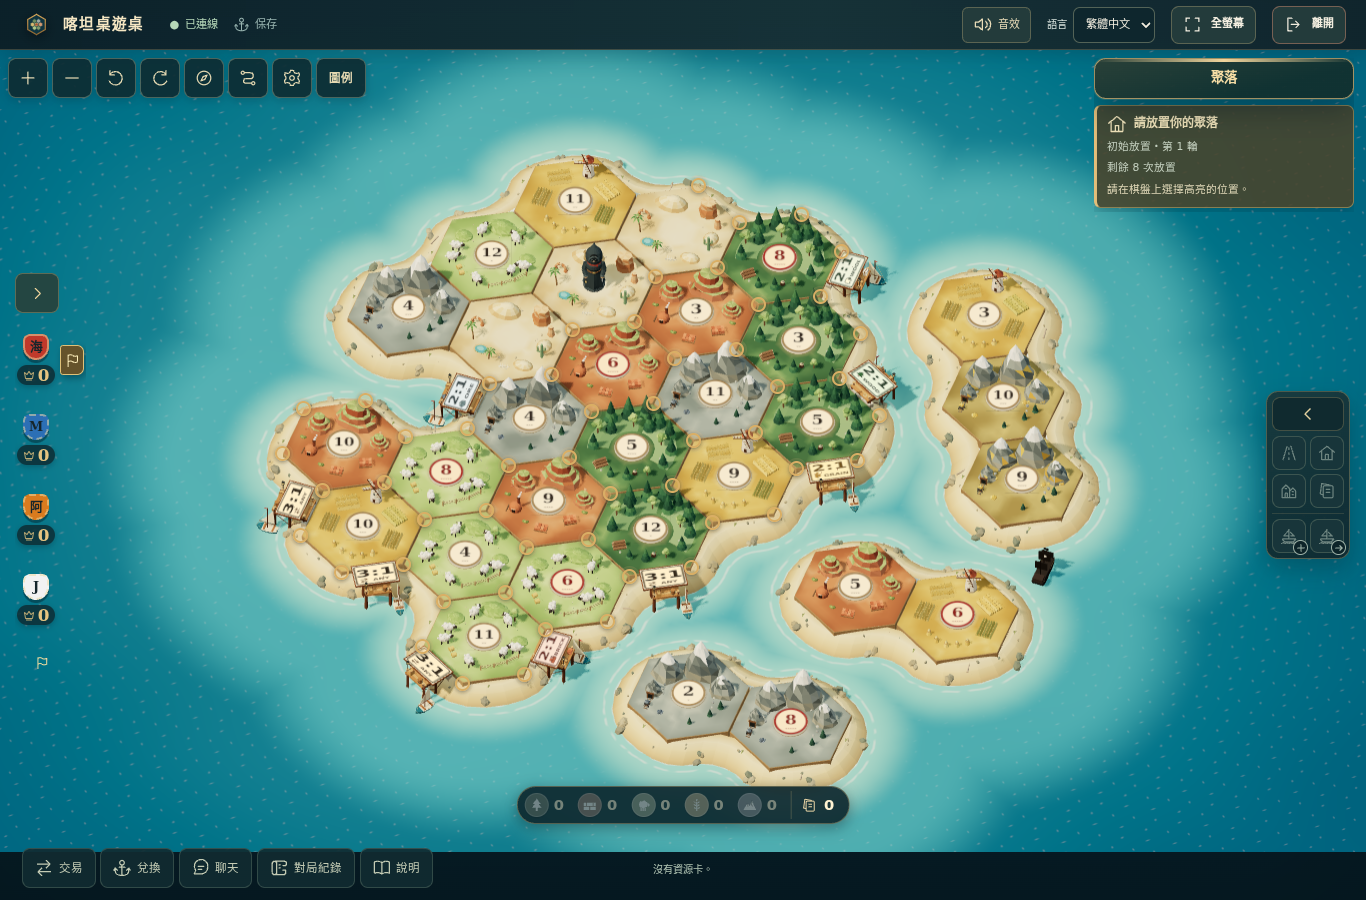 喀坦桌遊桌
已連線
保存
音效
語言
繁體中文
全螢幕
離開
圖例
聚落
請放置你的聚落
初始放置・第 1 輪
剩餘 8 次放置
請在棋盤上選擇高亮的位置。
11
12
8
2:1
4
3
3
3
6
2:1
10
11
2:1
4
5
10
8
5
9
2:1
GRAIN
9
9
3:1
10
12
4
3:1
ANY
6
3:1
ANY
5
6
11
2:1
3:1
2
8
海
0
M
0
阿
0
J
0
0
0
0
0
0
0
交易
兌換
聊天
對局紀錄
說明
沒有資源卡。